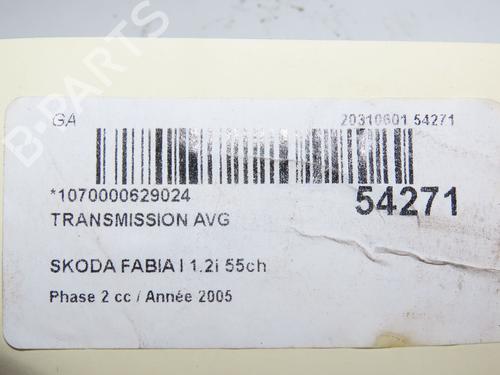 GA 20310601 54271
*1070000629024 54271
TRANSMISSION AVG
SKODA FABIA I 1.2i 55ch
Phase 2 cc / Année 2005
B-PARTS